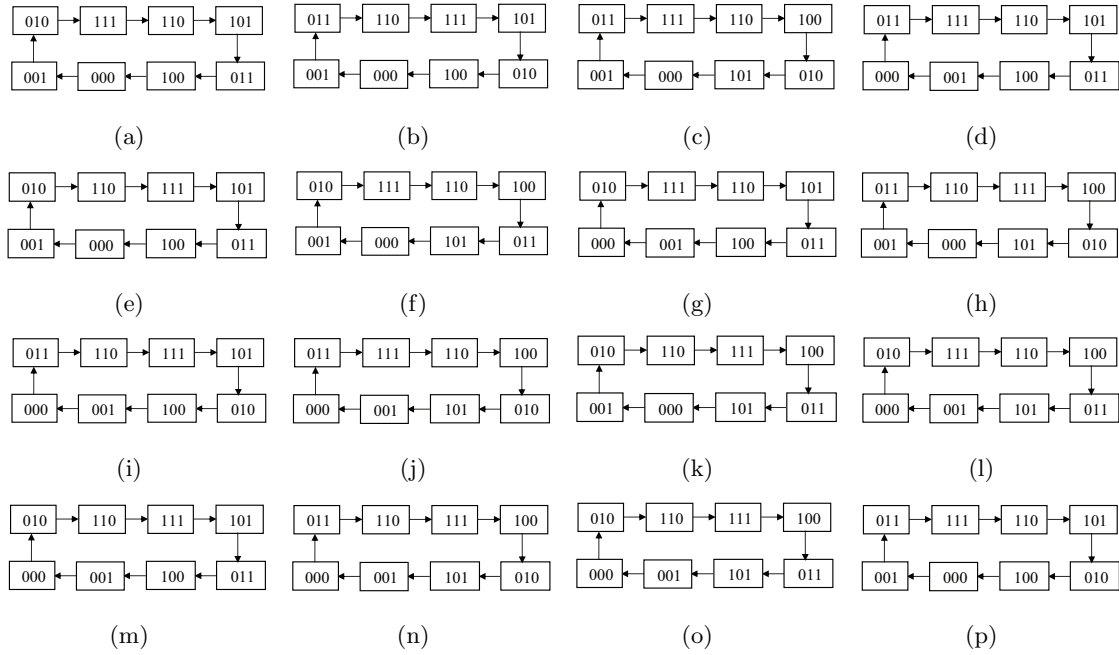 010 111 110 101
001 000 100 011
(a)
011 110 111 101
001 000 100 010
(b)
011 111 110 100
001 000 101 010
(c)
011 111 110 101
000 001 100 011
(d)
010 110 111 101
001 000 100 011
(e)
010 111 110 100
001 000 101 011
(f)
010 111 110 101
000 001 100 011
(g)
011 110 111 100
001 000 101 010
(h)
011 110 111 101
000 001 100 010
(i)
011 111 110 100
000 001 101 010
(j)
010 110 111 100
001 000 101 011
(k)
010 111 110 100
000 001 101 011
(l)
010 110 111 101
000 001 100 011
(m)
011 110 111 100
000 001 101 010
(n)
010 110 111 100
000 001 101 011
(o)
011 111 110 101
001 000 100 010
(p)